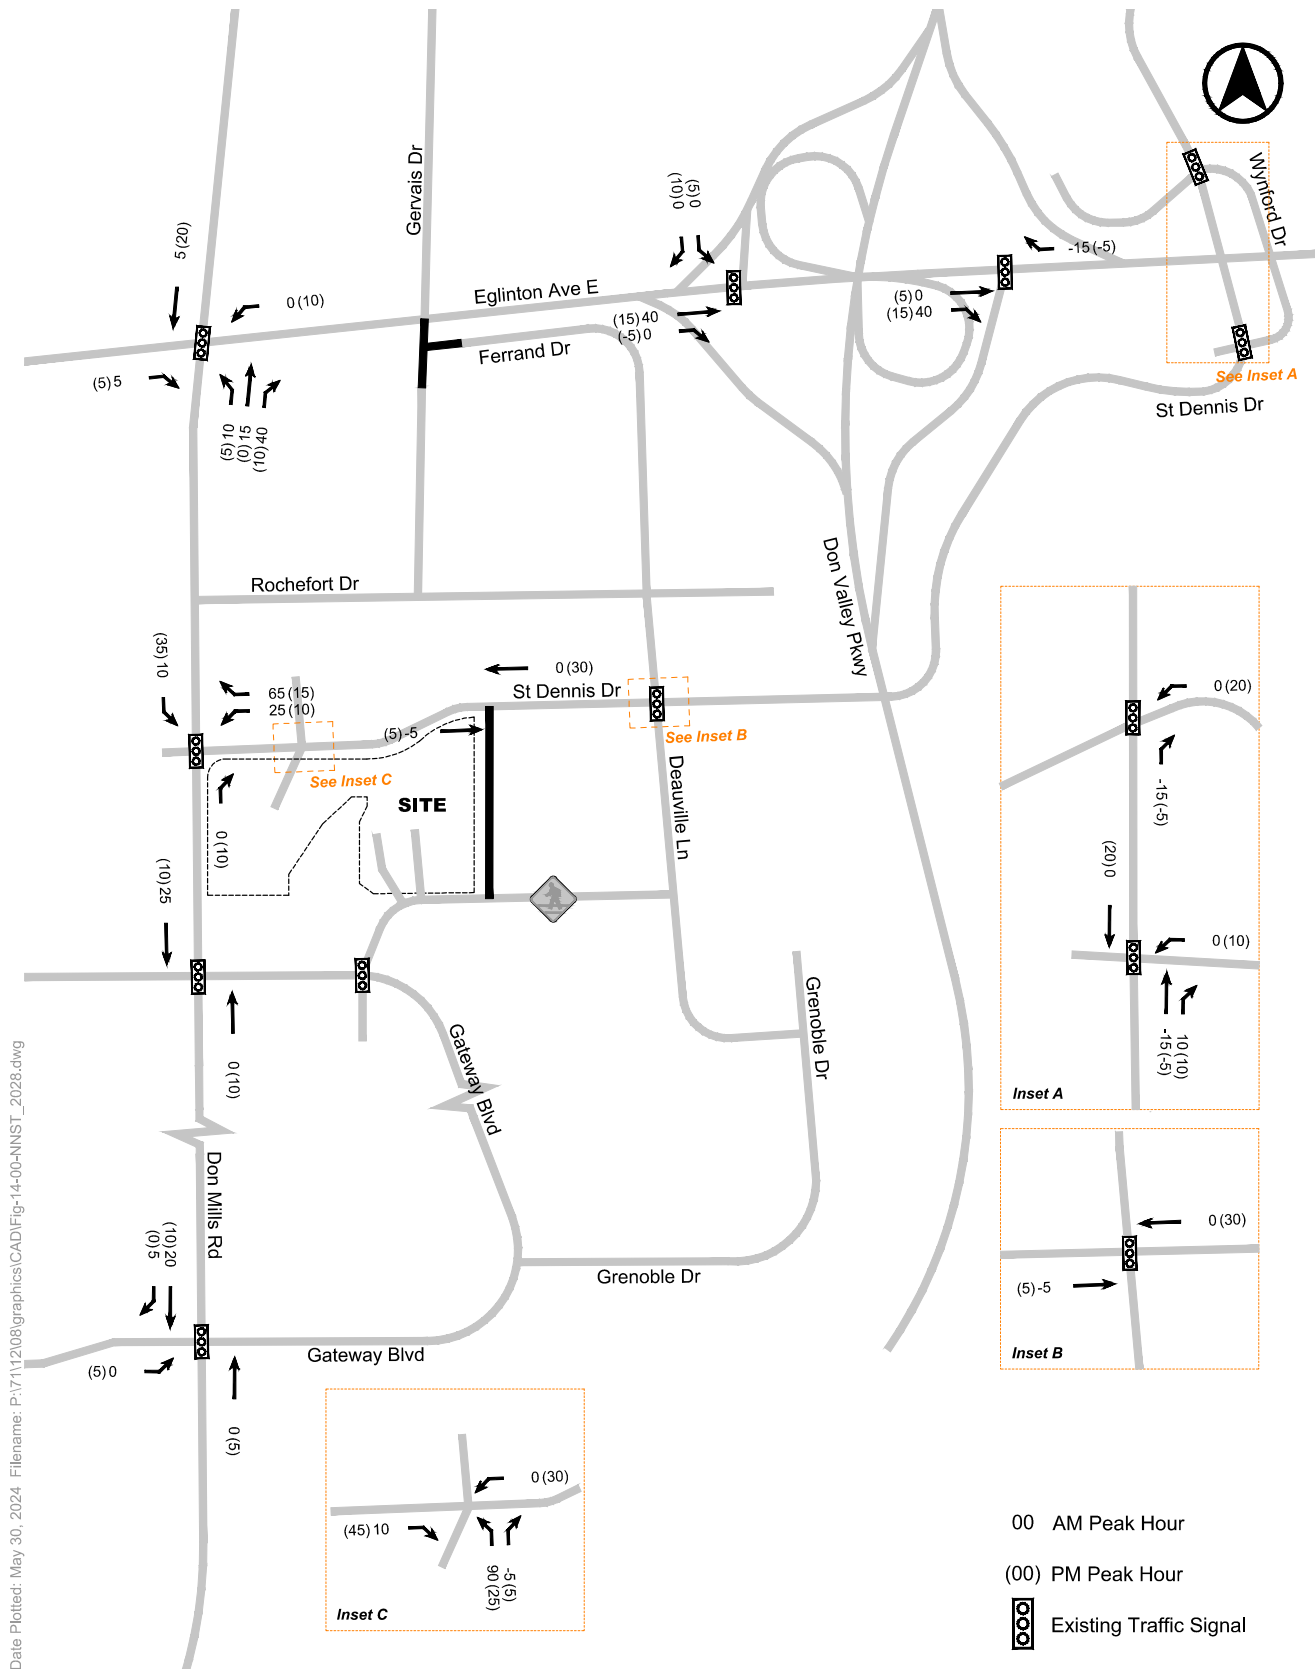 Gervais Dr
Wynford Dr
5 (20)
(5) 0
(10) 0
-15 (-5)
0 (10)
Eglinton Ave E
(5) 0
(15) 40
(15) 40
(-5) 0
Ferrand Dr
(5) 5
See Inset A
St Dennis Dr
(5) 10
(0) 15
(10) 40
Don Valley Pkwy
Rochefort Dr
(35) 10
0 (30)
St Dennis Dr
65 (15)
25 (10)
(5) -5
See Inset B
See Inset C
SITE
Deauville Ln
0 (10)
(10) 25
0 (10)
Gateway Blvd
Grenoble Dr
Don Mills Rd
(10) 20
(0) 5
Grenoble Dr
Gateway Blvd
(5) 0
0 (5)
0 (20)
-15 (-5)
(20) 0
0 (10)
10 (10)
-15 (-5)
Inset A
0 (30)
(5) -5
Inset B
0 (30)
(45) 10
-5 (5)
90 (25)
Inset C
00 AM Peak Hour
(00) PM Peak Hour
Existing Traffic Signal
Date Plotted: May 30, 2024 Filename: P:\71\12\08\graphics\CAD\Fig-14-00-NNST_2028.dwg